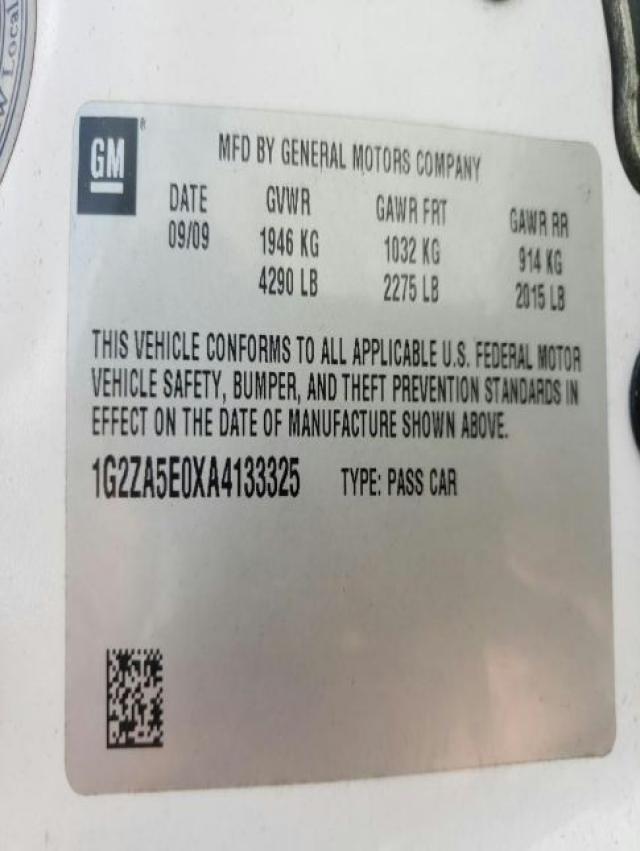 Local
GM®
MFD BY GENERAL MOTORS COMPANY
DATE GVWR GAWR FRT GAWR RR
09/09 1946 KG 1032 KG 914 KG
4290 LB 2275 LB 2015 LB
THIS VEHICLE CONFORMS TO ALL APPLICABLE U.S. FEDERAL MOTOR
VEHICLE SAFETY, BUMPER, AND THEFT PREVENTION STANDARDS IN
EFFECT ON THE DATE OF MANUFACTURE SHOWN ABOVE.
1G2ZA5E0XA4133325 TYPE: PASS CAR